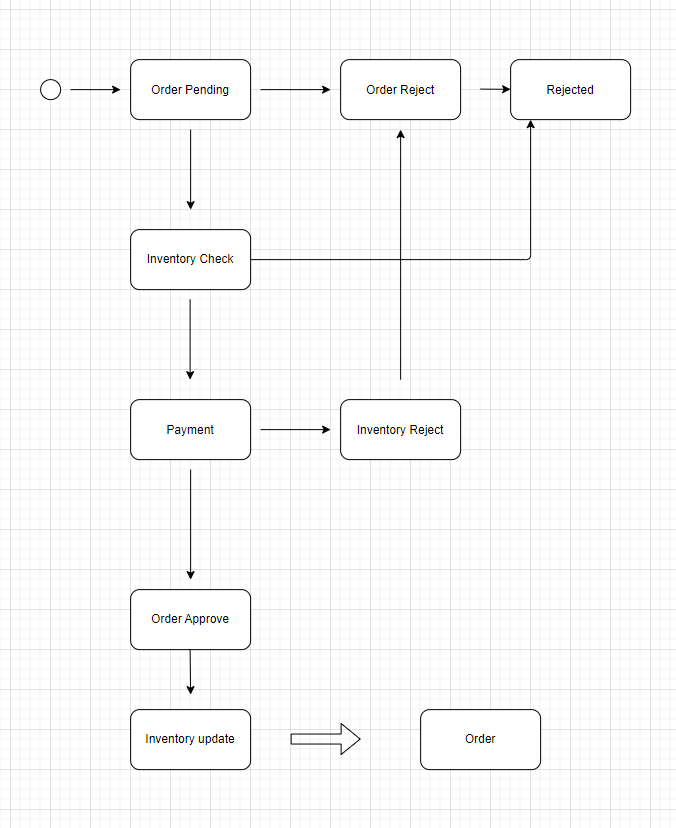 Order Pending
Order Reject
Rejected
Inventory Check
Payment
Inventory Reject
Order Approve
Inventory update
Order